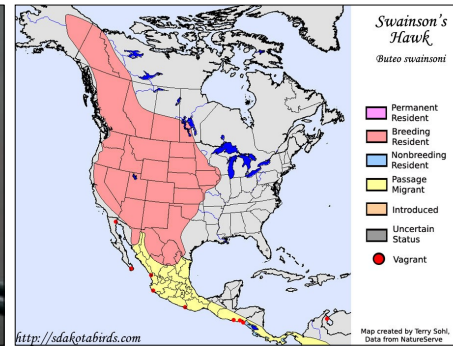 Swainson's
Hawk
Buteo swainsoni
Permanent
Resident
Breeding
Resident
Nonbreeding
Resident
Passage
Migrant
Introduced
Uncertain
Status
Vagrant
Map created by Terry Sohl,
Data from NatureServe
http://sdakotabirds.com